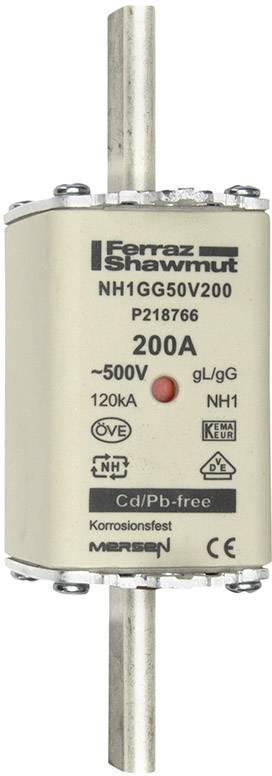 Ferraz
Shawmut
NH1GG50V200
P218766
200A
~500V gL/gG
120kA NH1
ÖVE KEMA KEUR
NH VDE
Cd/Pb-free
Korrosionsfest
MERSEN CE